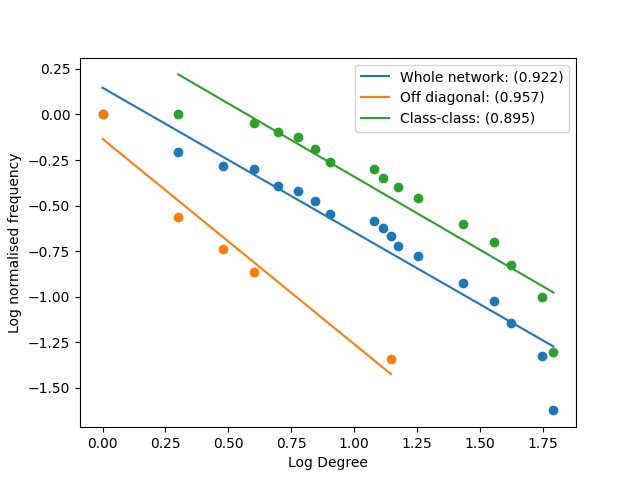 Whole network: (0.922)
Off diagonal: (0.957)
Class-class: (0.895)
Log normalised frequency
0.25
0.00
−0.25
−0.50
−0.75
−1.00
−1.25
−1.50
0.00 0.25 0.50 0.75 1.00 1.25 1.50 1.75
Log Degree